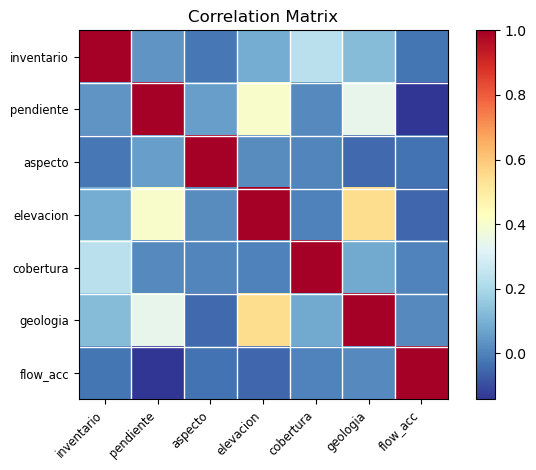 Correlation Matrix
inventario
pendiente
aspecto
elevacion
cobertura
geologia
flow_acc
inventario
pendiente
aspecto
elevacion
cobertura
geologia
flow_acc
1.0
0.8
0.6
0.4
0.2
0.0